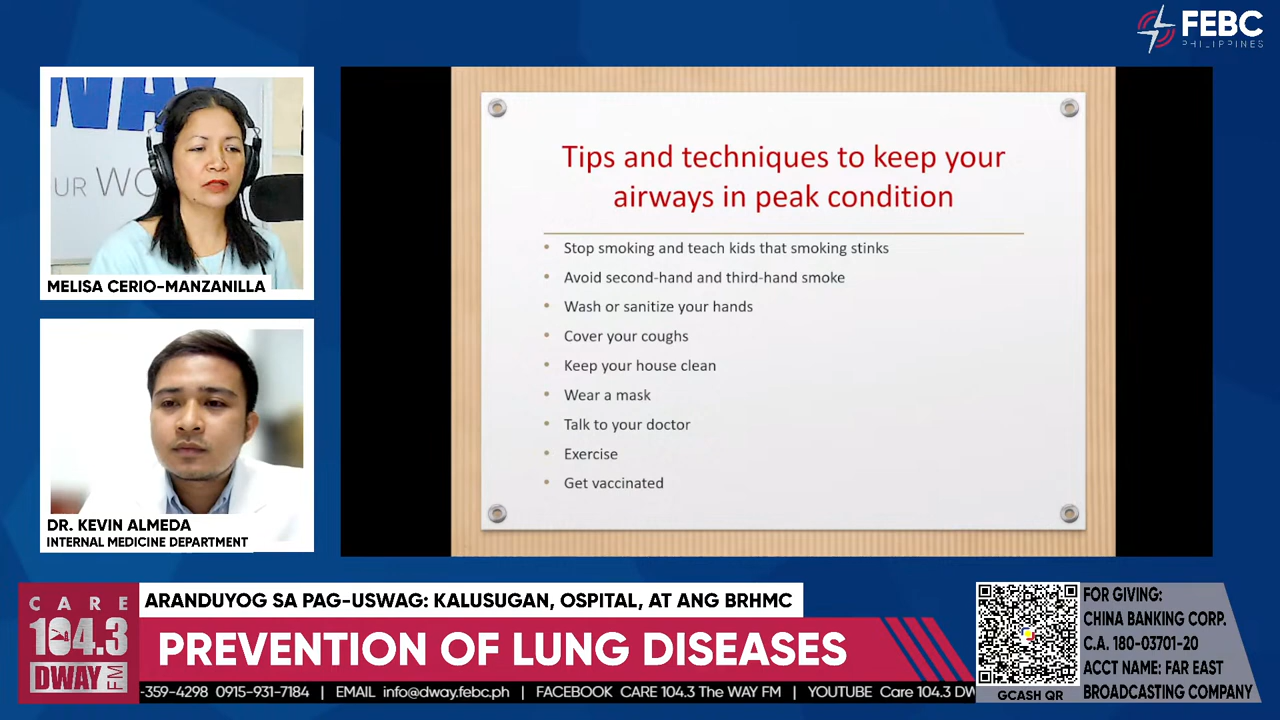 FEBC
PHILIPPINES
WAY
UR WO
MELISA CERIO-MANZANILLA
DR. KEVIN ALMEDA
INTERNAL MEDICINE DEPARTMENT
Tips and techniques to keep your
airways in peak condition
• Stop smoking and teach kids that smoking stinks
• Avoid second-hand and third-hand smoke
• Wash or sanitize your hands
• Cover your coughs
• Keep your house clean
• Wear a mask
• Talk to your doctor
• Exercise
• Get vaccinated
CARE
104.3
DWAY FM
ARANDUYOG SA PAG-USWAG: KALUSUGAN, OSPITAL, AT ANG BRHMC
PREVENTION OF LUNG DISEASES
-359-4298 0915-931-7184 | EMAIL info@dway.febc.ph | FACEBOOK CARE 104.3 The WAY FM | YOUTUBE Care 104.3 DW
GCASH QR
FOR GIVING:
CHINA BANKING CORP.
C.A. 180-03701-20
ACCT NAME: FAR EAST
BROADCASTING COMPANY